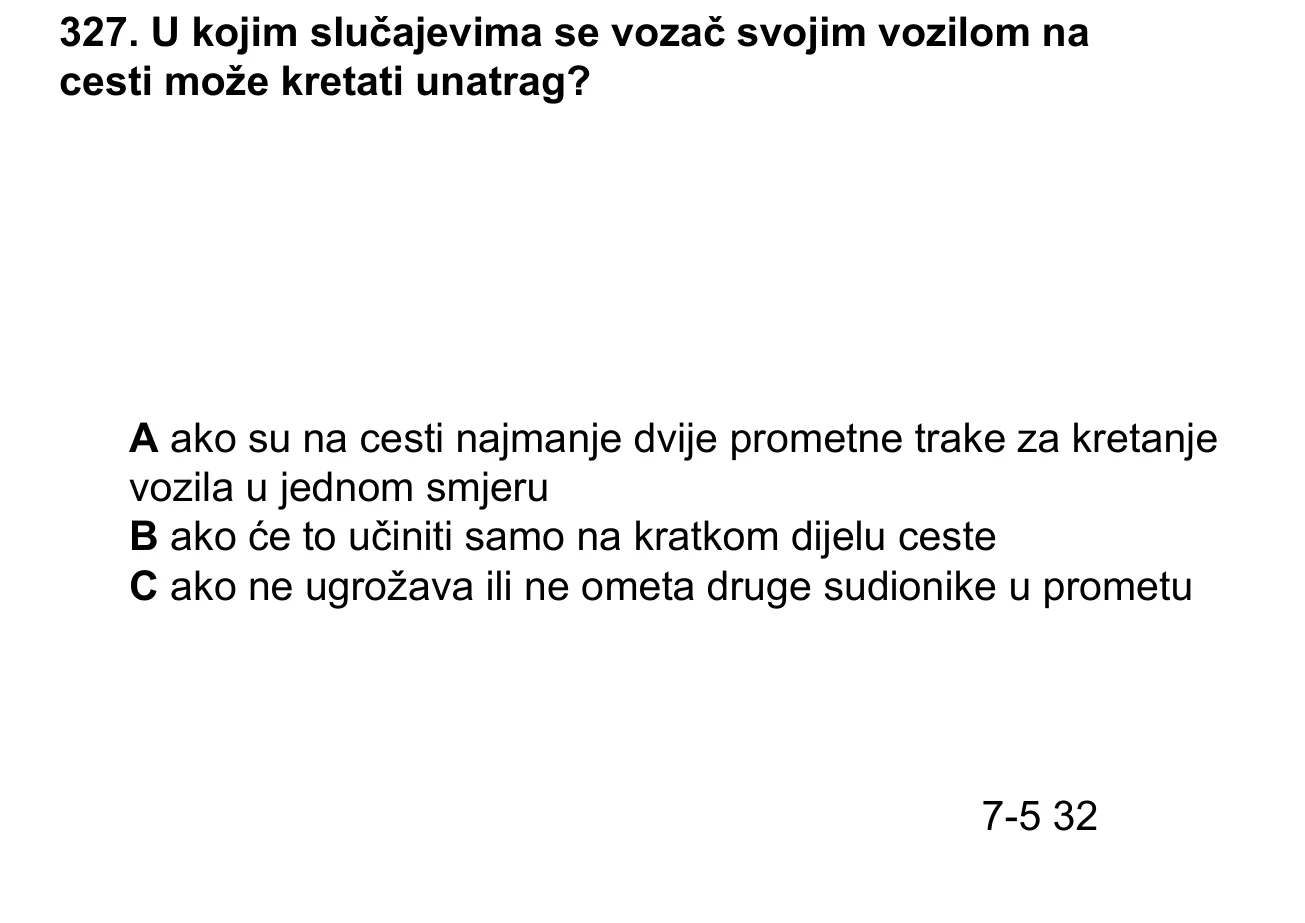 327. U kojim slučajevima se vozač svojim vozilom na
cesti može kretati unatrag?
A ako su na cesti najmanje dvije prometne trake za kretanje
vozila u jednom smjeru
B ako će to učiniti samo na kratkom dijelu ceste
C ako ne ugrožava ili ne ometa druge sudionike u prometu
7-5 32